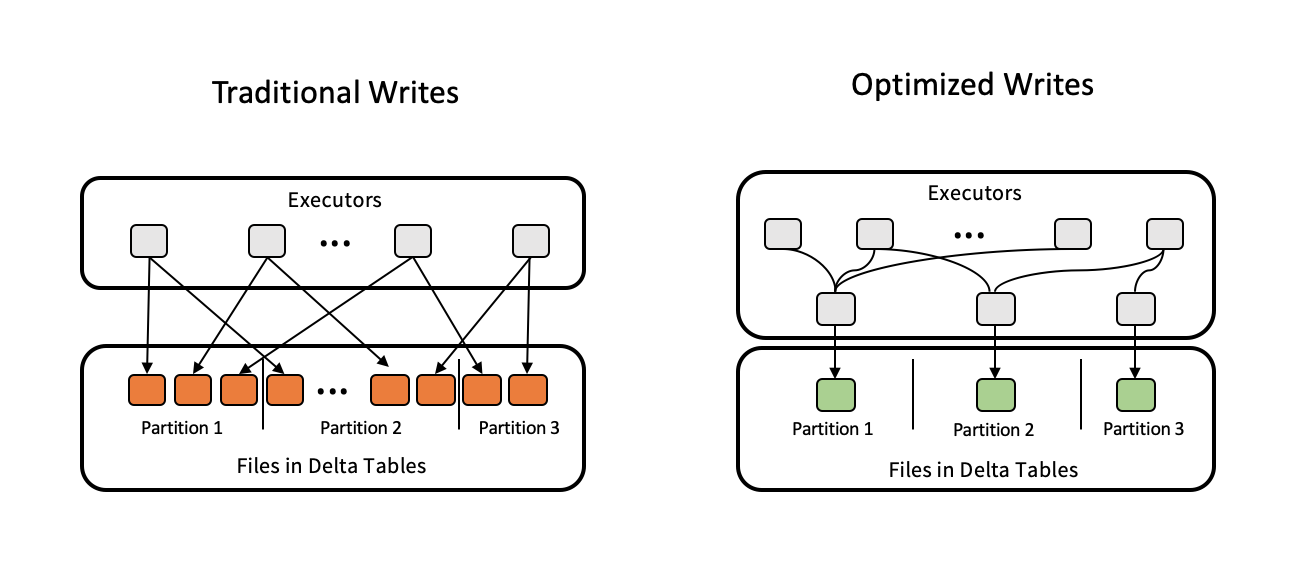 Traditional Writes
Executors
...
Partition 1
...
Partition 2
Partition 3
Files in Delta Tables
Optimized Writes
Executors
...
Partition 1
Partition 2
Partition 3
Files in Delta Tables